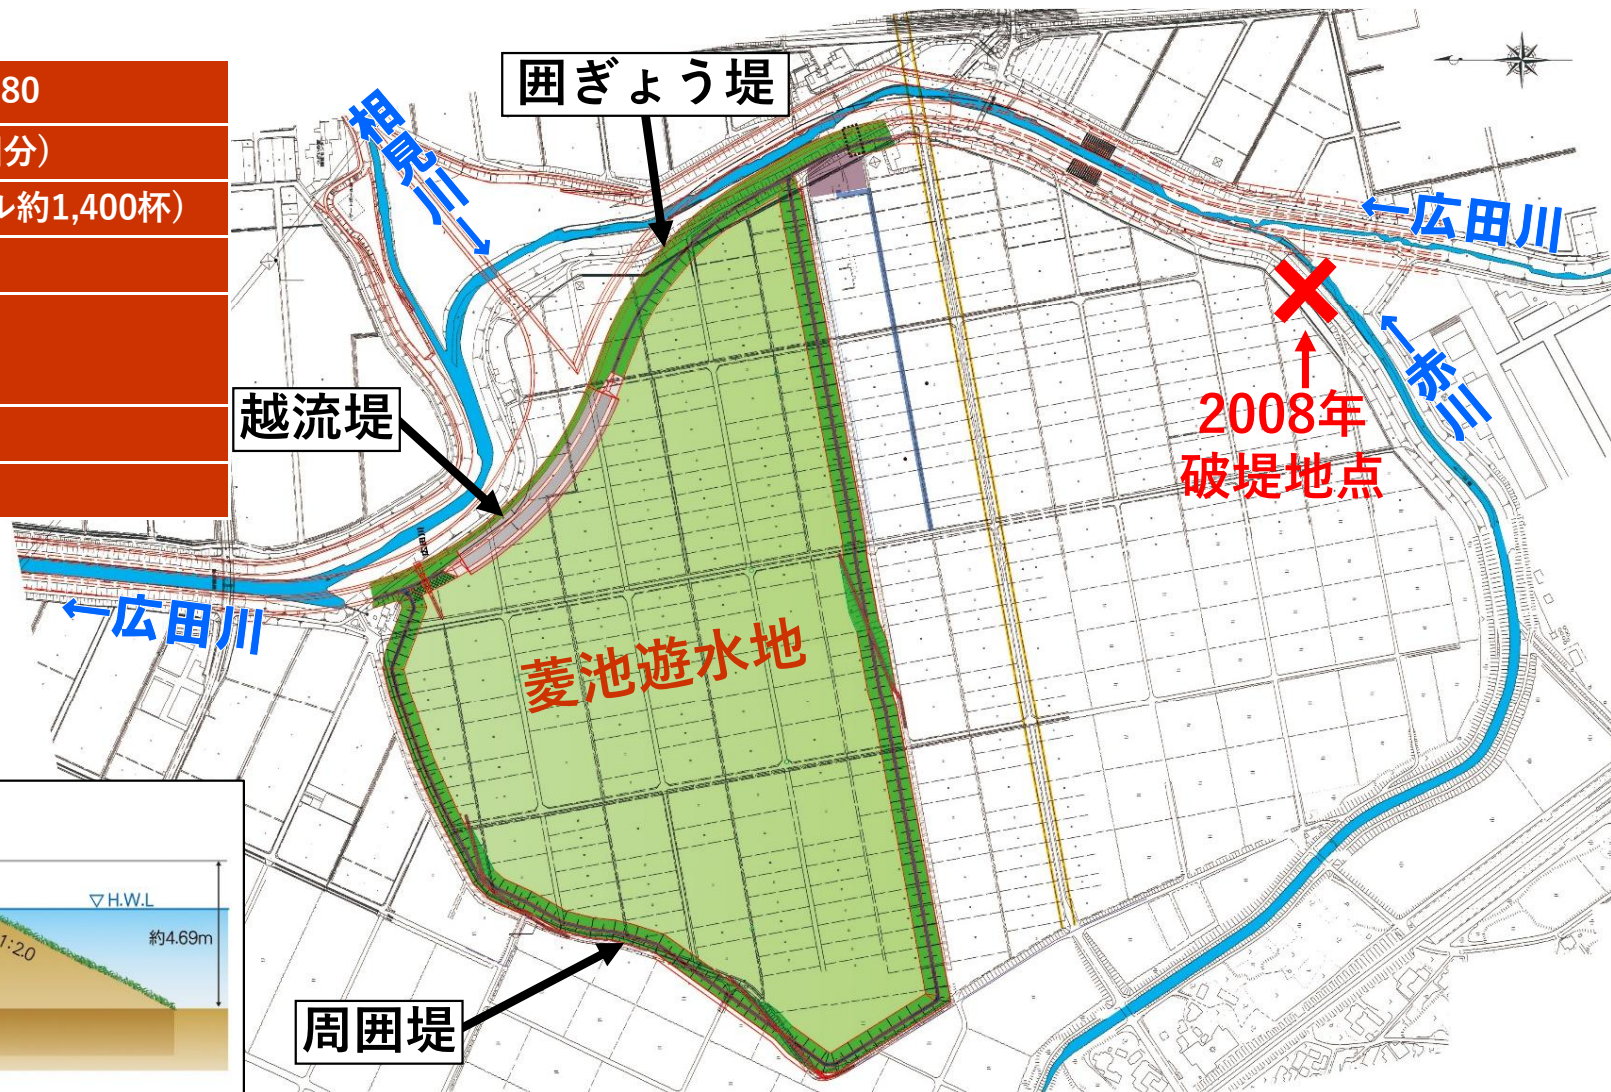 80
分）
ル約1,400杯）
囲ぎょう堤
相見川→
←広田川
越流堤
←赤川
2008年
破堤地点
←広田川
菱池遊水地
▽H.W.L
約4.69m
1:2.0
周囲堤